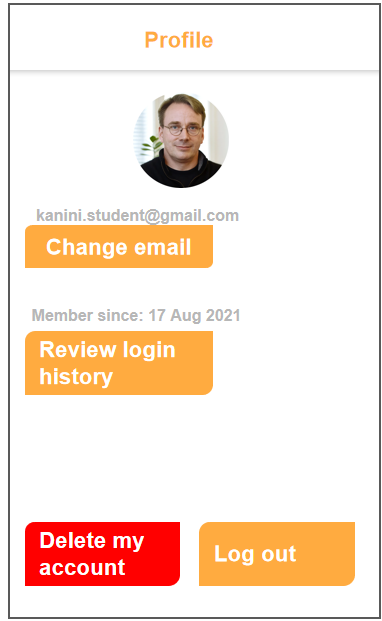 Profile
kanini.student@gmail.com
Change email
Member since: 17 Aug 2021
Review login
history
Delete my
account
Log out